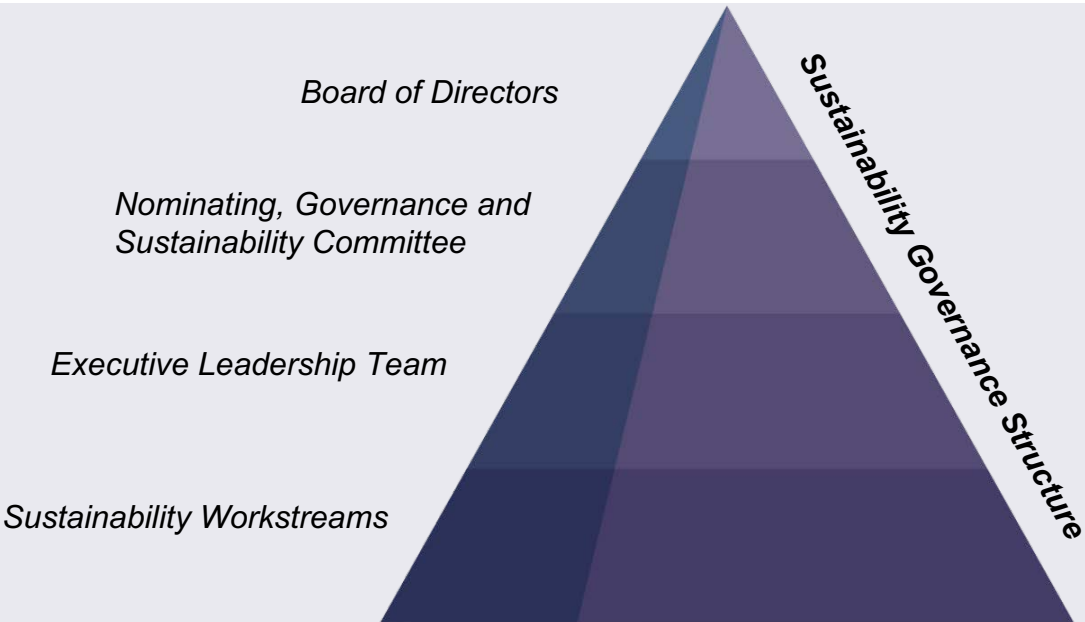 Board of Directors
Nominating, Governance and
Sustainability Committee
Executive Leadership Team
Sustainability Workstreams
Sustainability Governance Structure